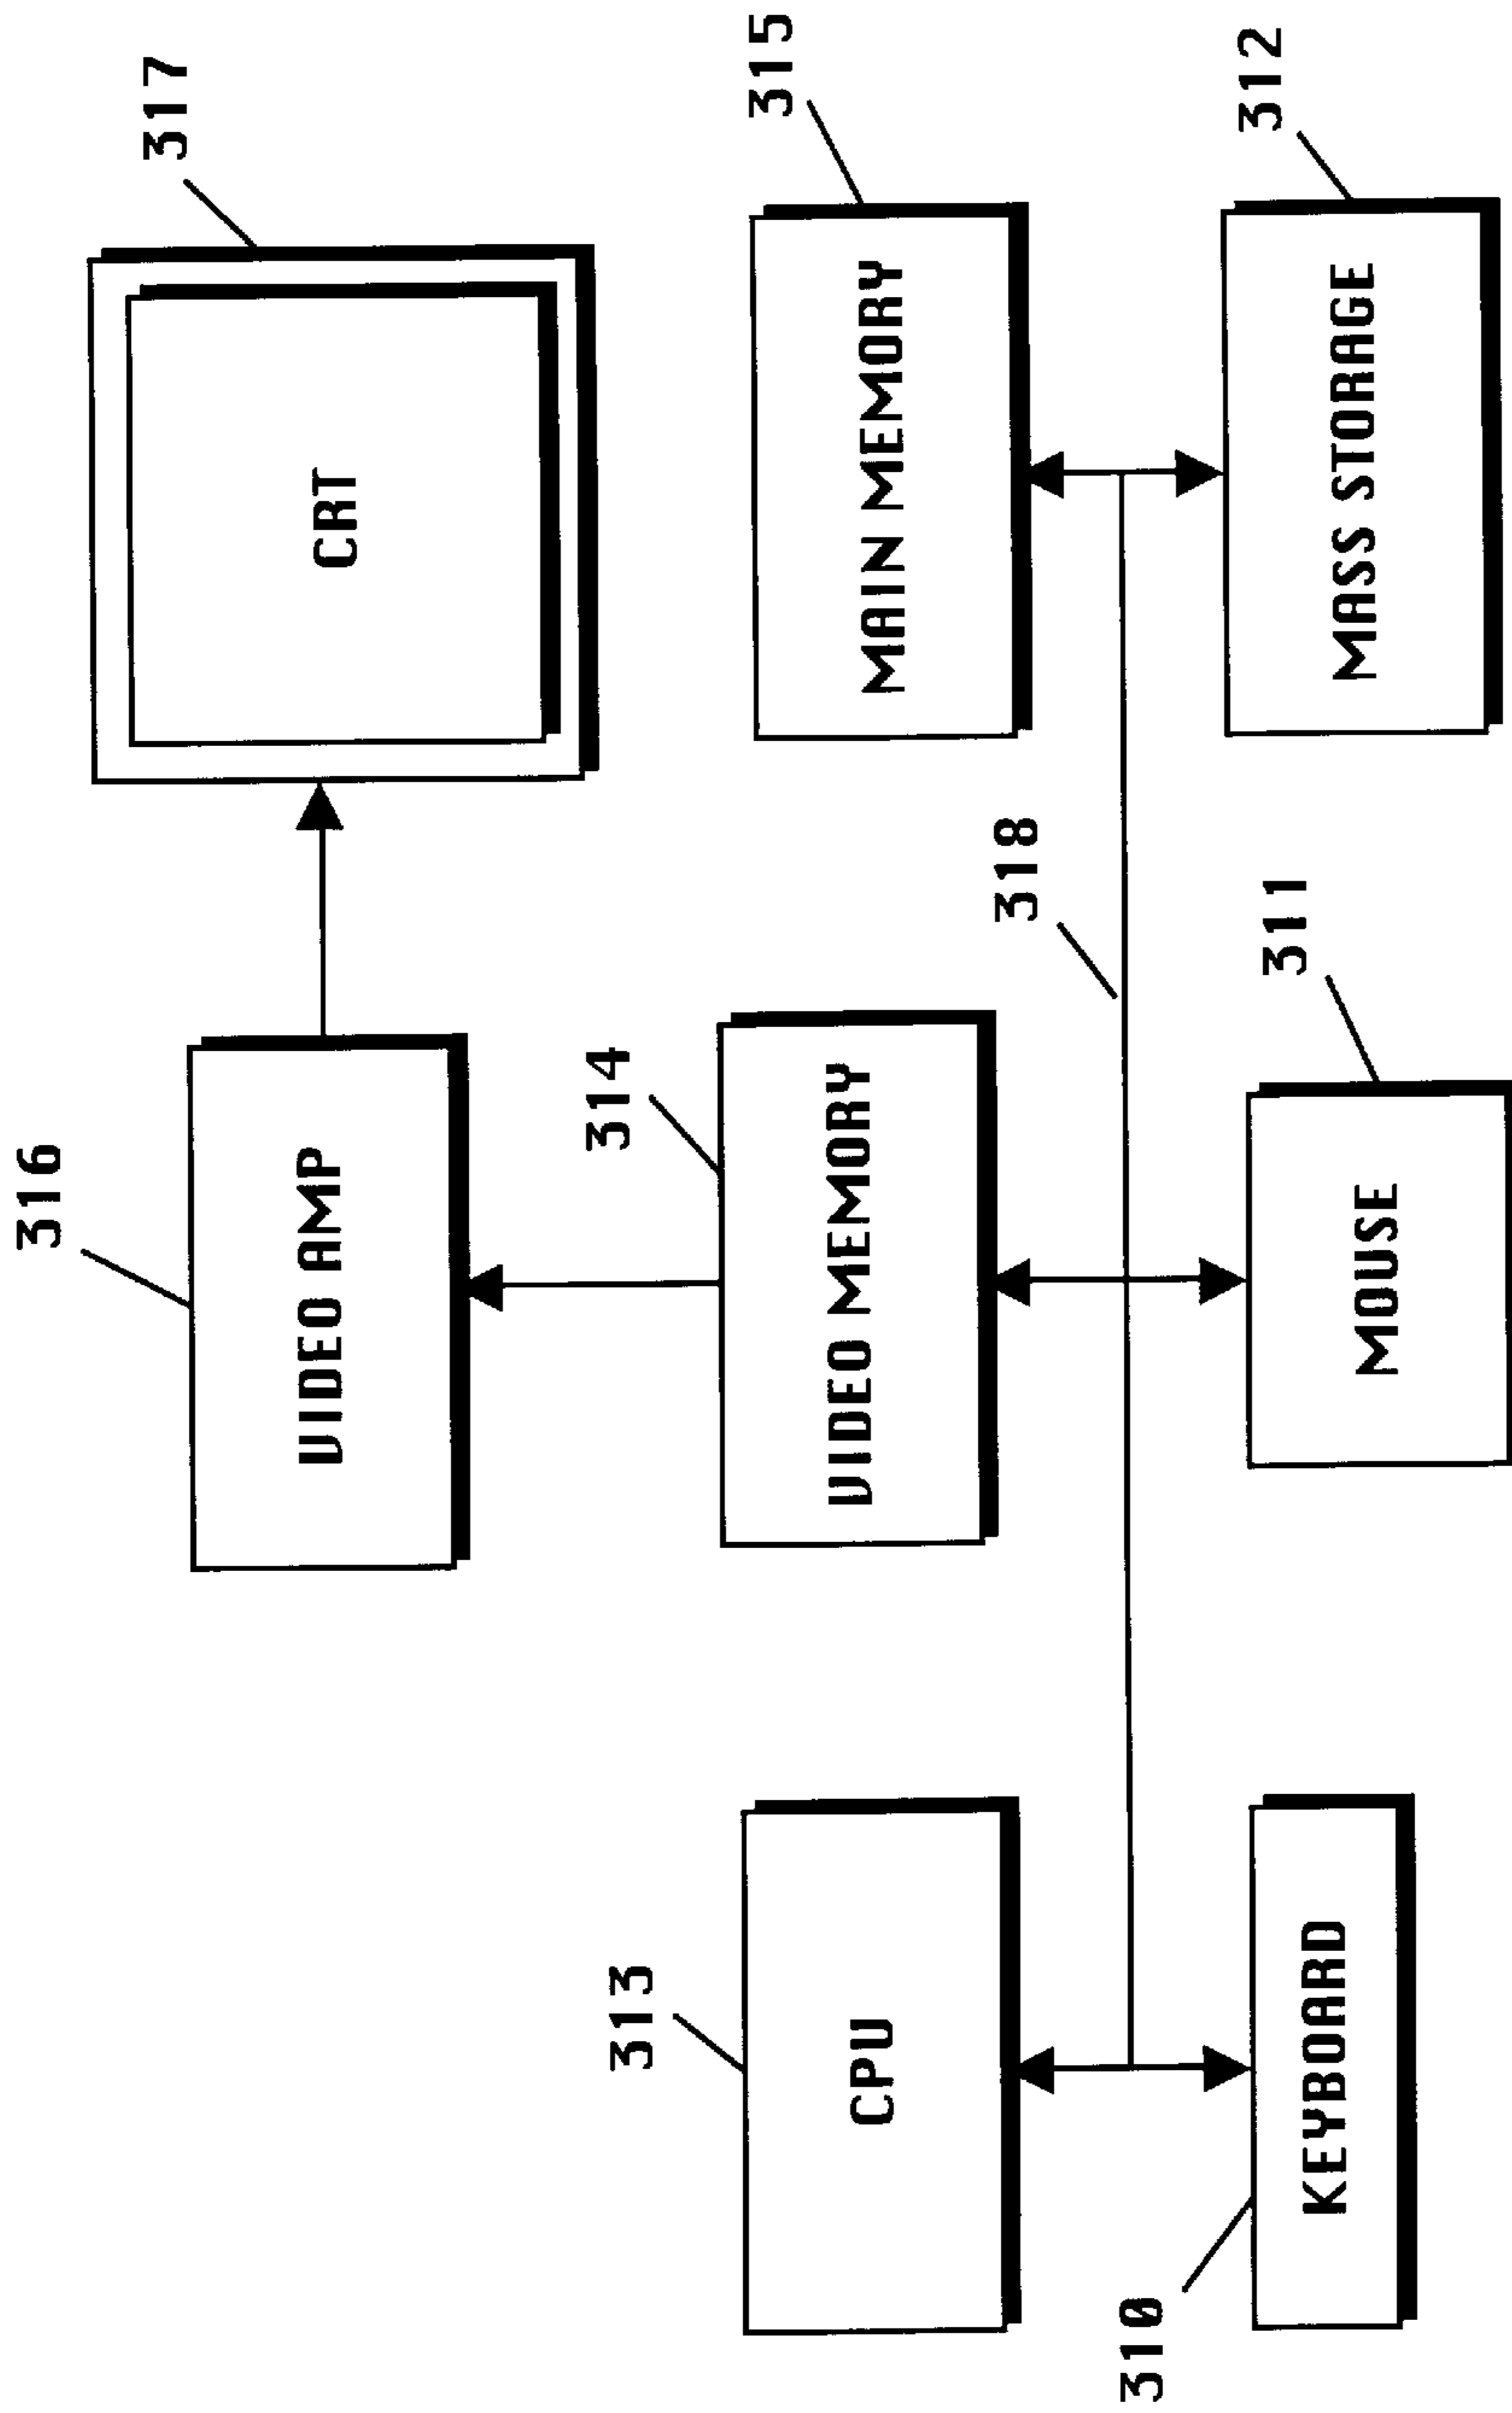 316
317
VIDEO AMP
CRT
313
314
315
CPU
VIDEO MEMORY
MAIN MEMORY
318
310
311
312
KEYBOARD
MOUSE
MASS STORAGE